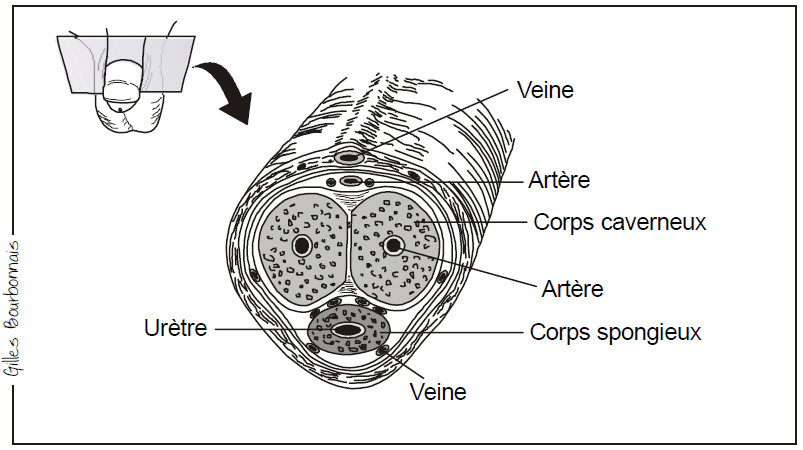 Veine
Artère
Corps caverneux
Artère
Urètre
Corps spongieux
Veine
Gilles Bourbonnais